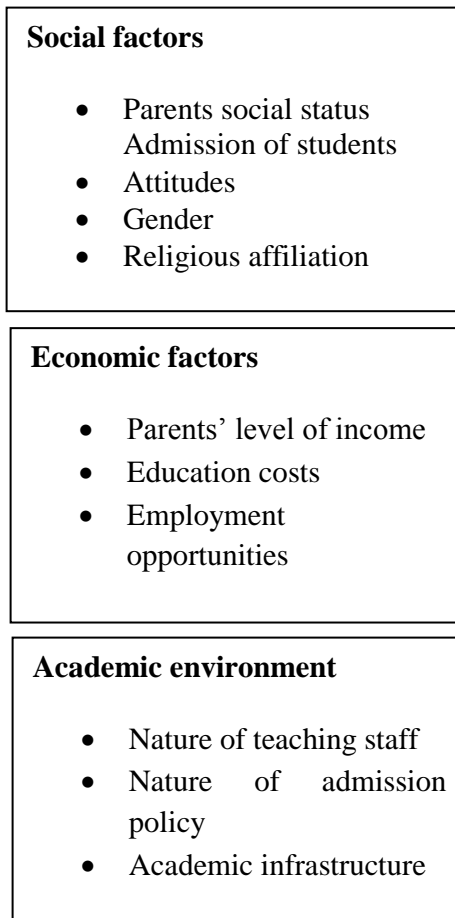 Social factors
• Parents social status
Admission of students
• Attitudes
• Gender
• Religious affiliation
Economic factors
• Parents’ level of income
• Education costs
• Employment
opportunities
Academic environment
• Nature of teaching staff
• Nature of admission
policy
• Academic infrastructure